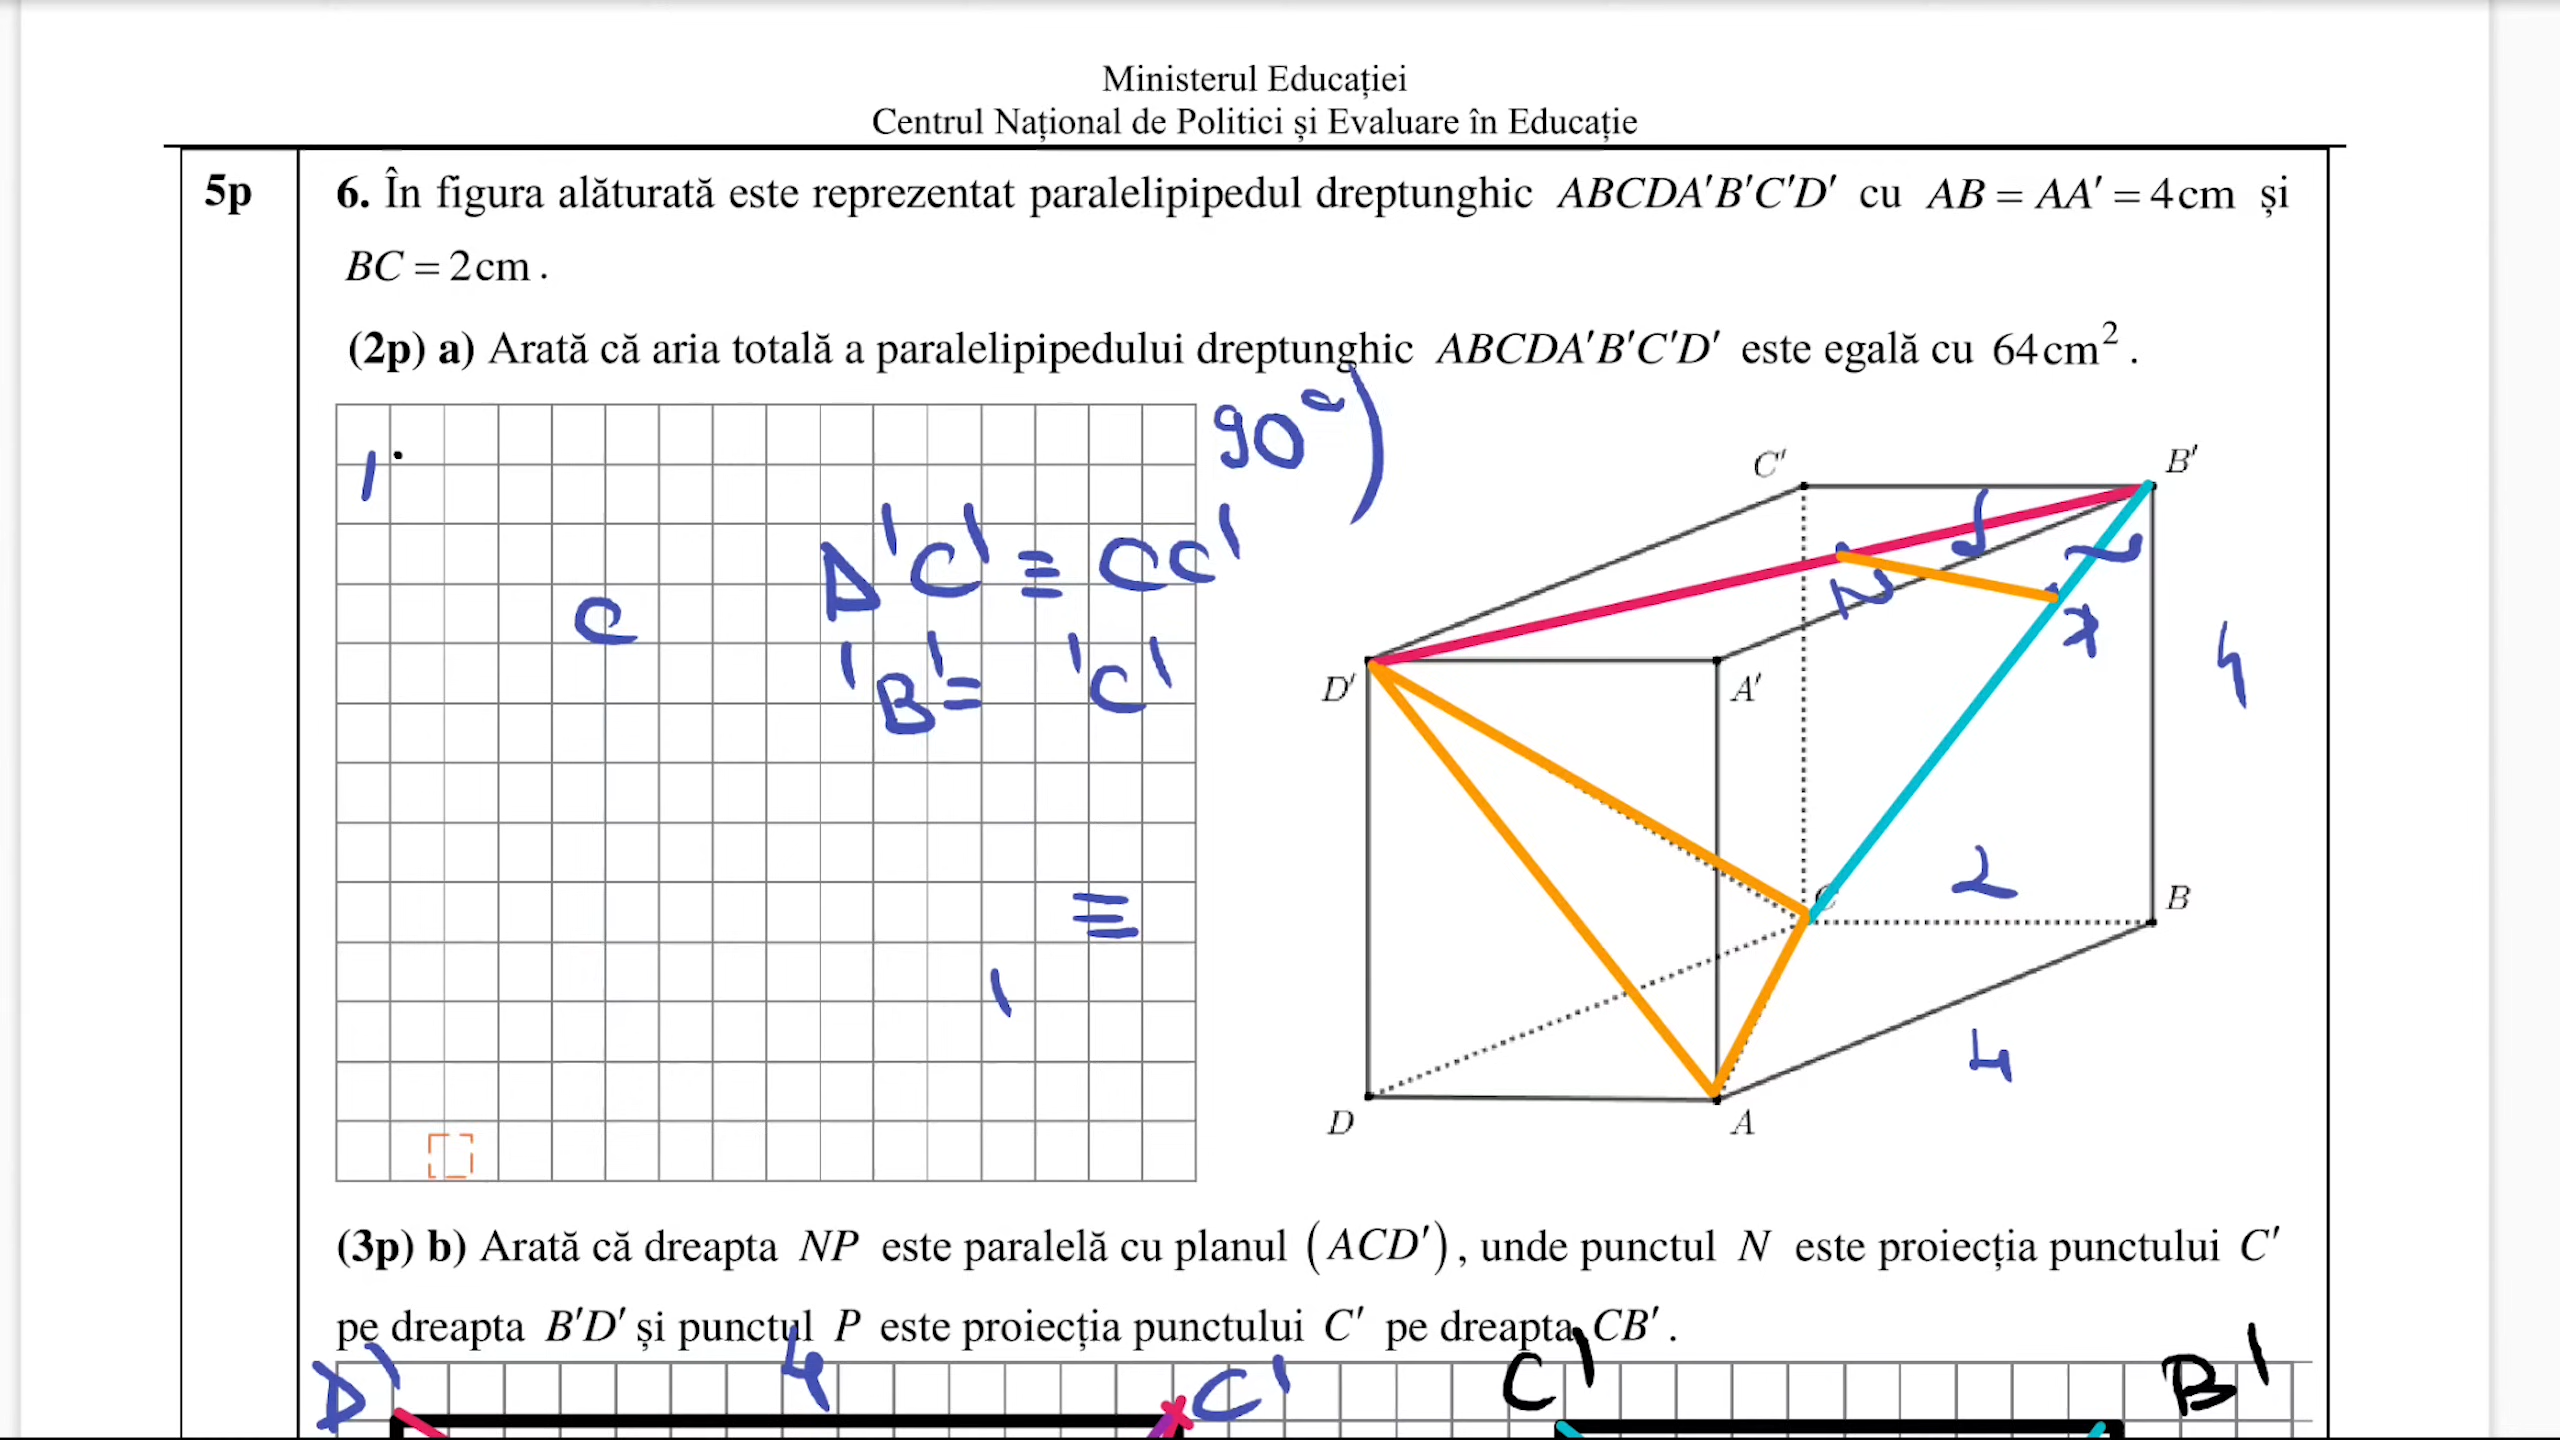 Ministerul Educației
Centrul Național de Politici și Evaluare în Educație
5p
6. În figura alăturată este reprezentat paralelipipedul dreptunghic ABCDA'B'C'D' cu AB = AA' = 4cm și
BC = 2cm.
(2p) a) Arată că aria totală a paralelipipedului dreptunghic ABCDA'B'C'D' este egală cu 64cm².
90°)
C'
B'
D'C' ≡ CC'
'B' = 'C'
C
N
4
D'
A'
C
2
B
≡
4
D
A
(3p) b) Arată că dreapta NP este paralelă cu planul (ACD'), unde punctul N este proiecția punctului C'
pe dreapta B'D' și punctul P este proiecția punctului C' pe dreapta CB'.
D'
4
C'
C'
B'